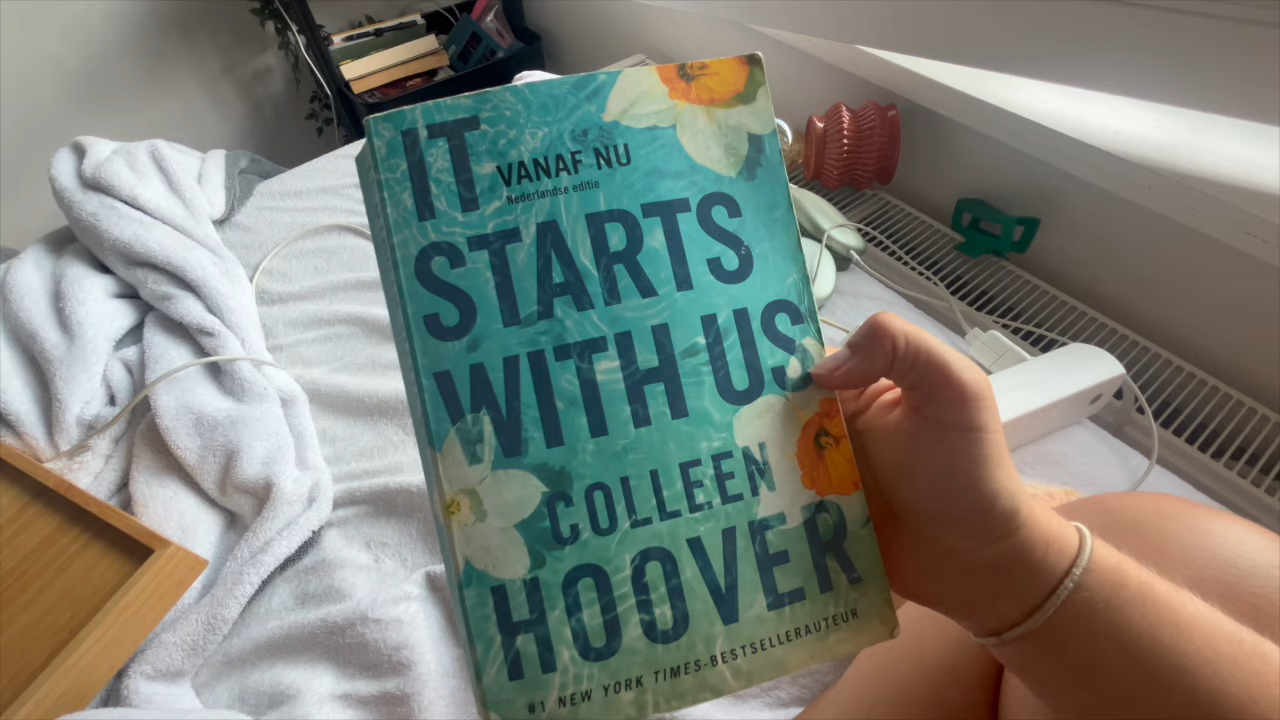 IT
VANAF NU
Nederlandse editie
STARTS
WITH US
COLLEEN
HOOVER
#1 NEW YORK TIMES-BESTSELLERAUTEUR